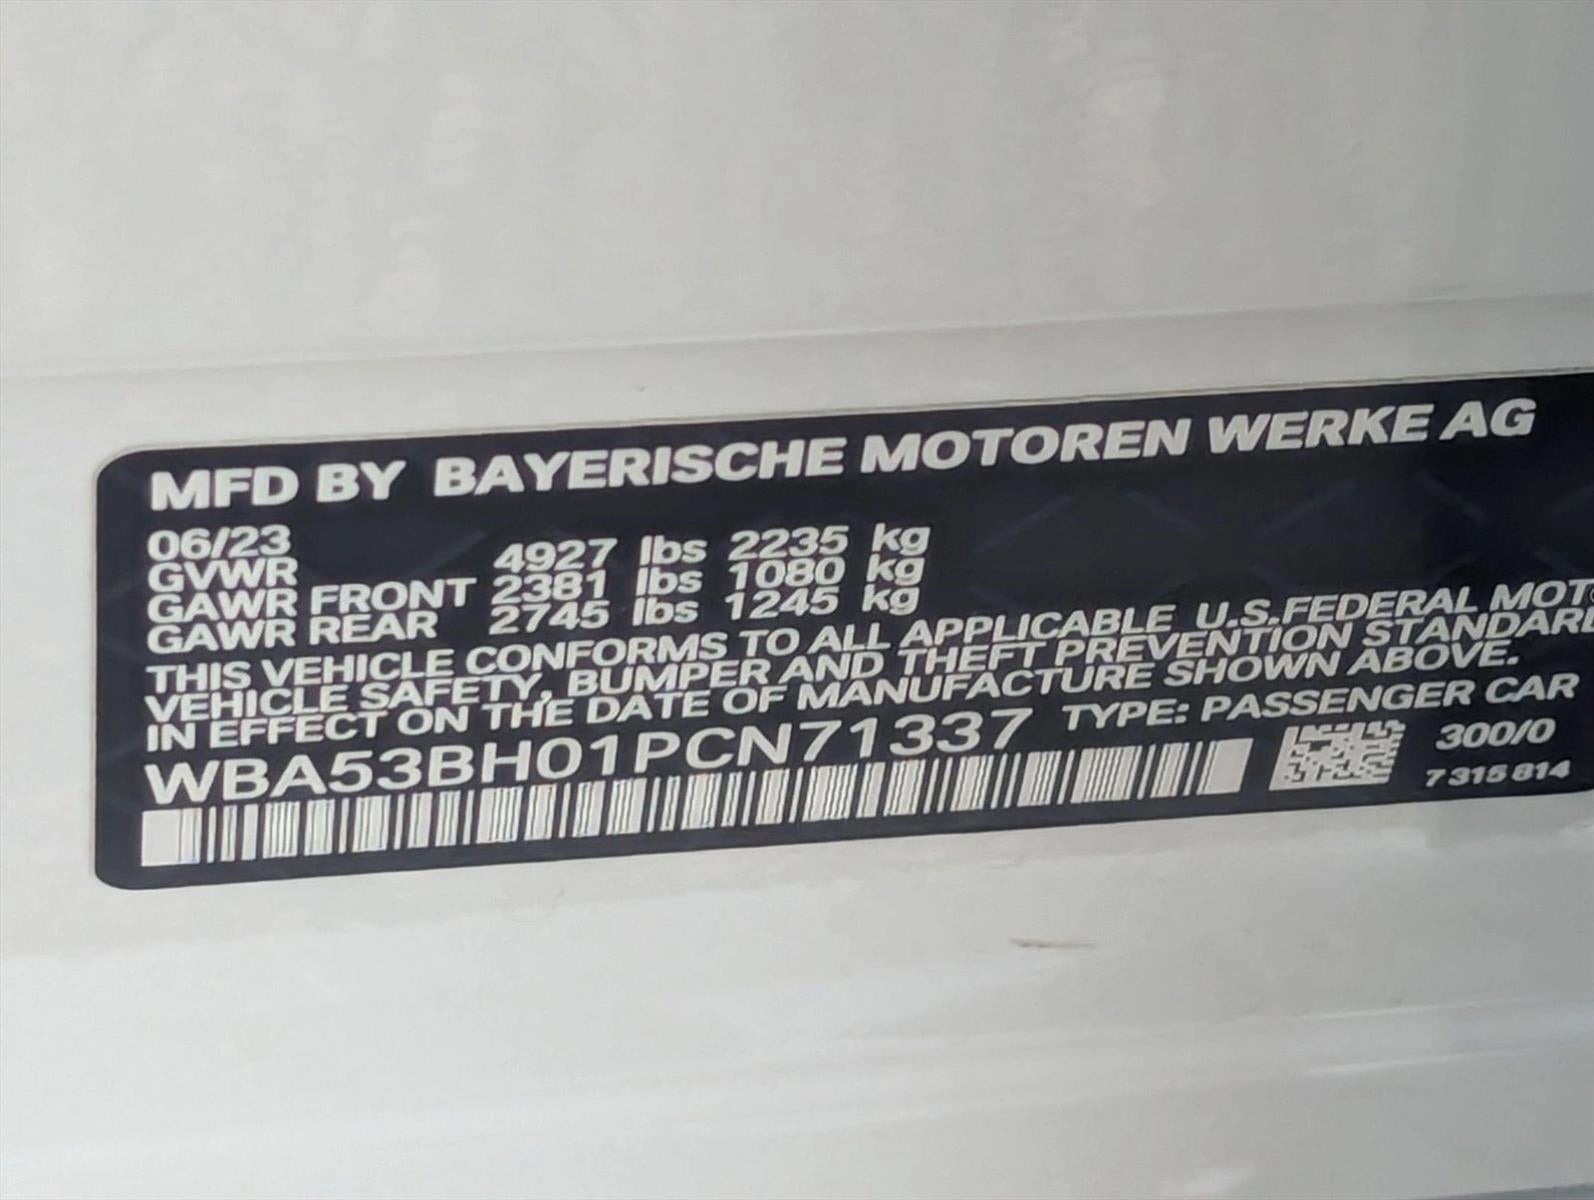 MFD BY BAYERISCHE MOTOREN WERKE AG
06/23
GVWR 4927 lbs 2235 kg
GAWR FRONT 2381 lbs 1080 kg
GAWR REAR 2745 lbs 1245 kg
THIS VEHICLE CONFORMS TO ALL APPLICABLE U.S.FEDERAL MOTO
VEHICLE SAFETY, BUMPER AND THEFT PREVENTION STANDARD
IN EFFECT ON THE DATE OF MANUFACTURE SHOWN ABOVE.
WBA53BH01PCN71337 TYPE: PASSENGER CAR
300/0
7 315 814